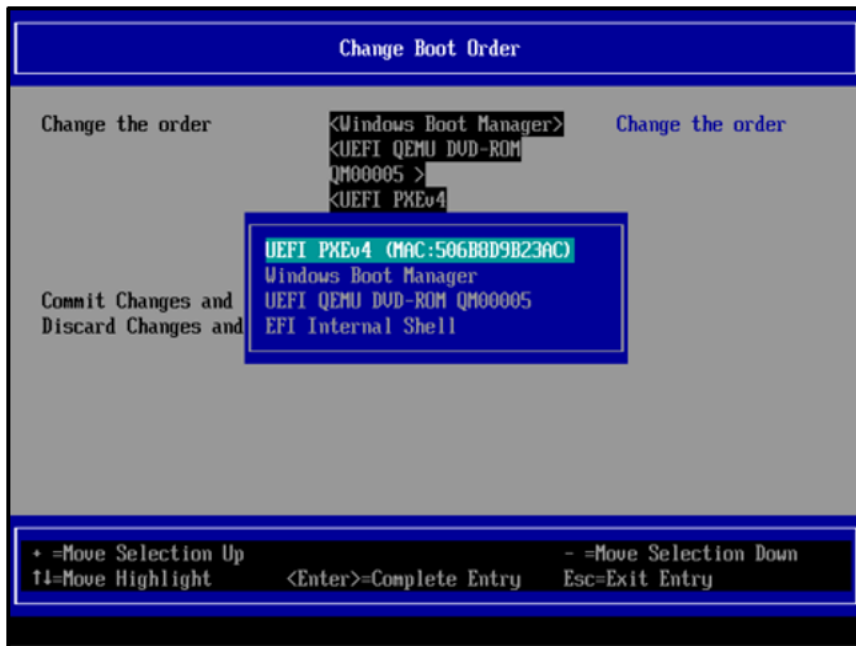 Change Boot Order
Change the order <Windows Boot Manager> Change the order
<UEFI QEMU DVD-ROM
QM00005 >
<UEFI PXEv4
UEFI PXEv4 (MAC:506B8D9B23AC)
Windows Boot Manager
Commit Changes and UEFI QEMU DVD-ROM QM00005
Discard Changes and EFI Internal Shell
+ =Move Selection Up - =Move Selection Down
↑↓=Move Highlight <Enter>=Complete Entry Esc=Exit Entry